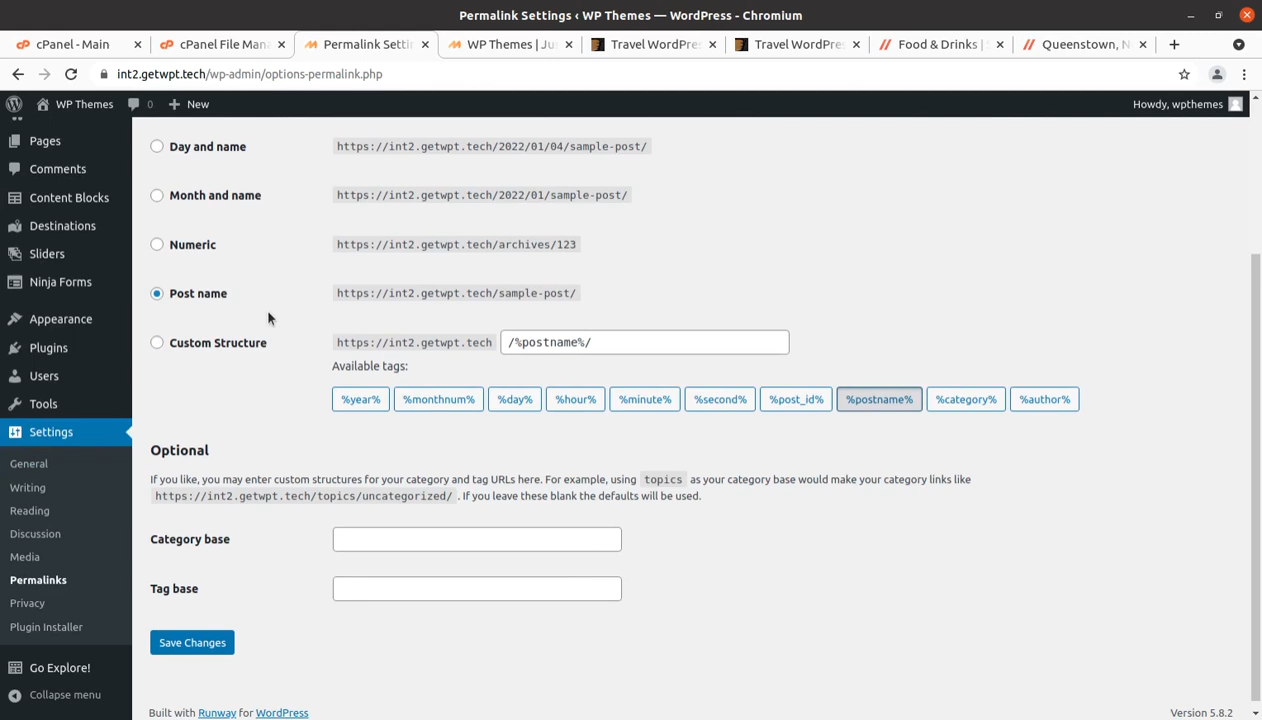 Permalink Settings ‹ WP Themes — WordPress - Chromium
cPanel - Main
cPanel File Man
Permalink Settin
WP Themes | Jus
Travel WordPre
Travel WordPre
Food & Drinks | S
Queenstown, N
int2.getwpt.tech/wp-admin/options-permalink.php
WP Themes 0 New Howdy, wpthemes
Pages
Comments
Content Blocks
Destinations
Sliders
Ninja Forms
Appearance
Plugins
Users
Tools
Settings
General
Writing
Reading
Discussion
Media
Permalinks
Privacy
Plugin Installer
Go Explore!
Collapse menu
Day and name https://int2.getwpt.tech/2022/01/04/sample-post/
Month and name https://int2.getwpt.tech/2022/01/sample-post/
Numeric https://int2.getwpt.tech/archives/123
Post name https://int2.getwpt.tech/sample-post/
Custom Structure https://int2.getwpt.tech /%postname%/
Available tags:
%year% %monthnum% %day% %hour% %minute% %second% %post_id% %postname% %category% %author%
Optional
If you like, you may enter custom structures for your category and tag URLs here. For example, using topics as your category base would make your category links like
https://int2.getwpt.tech/topics/uncategorized/ . If you leave these blank the defaults will be used.
Category base
Tag base
Save Changes
Built with Runway for WordPress Version 5.8.2